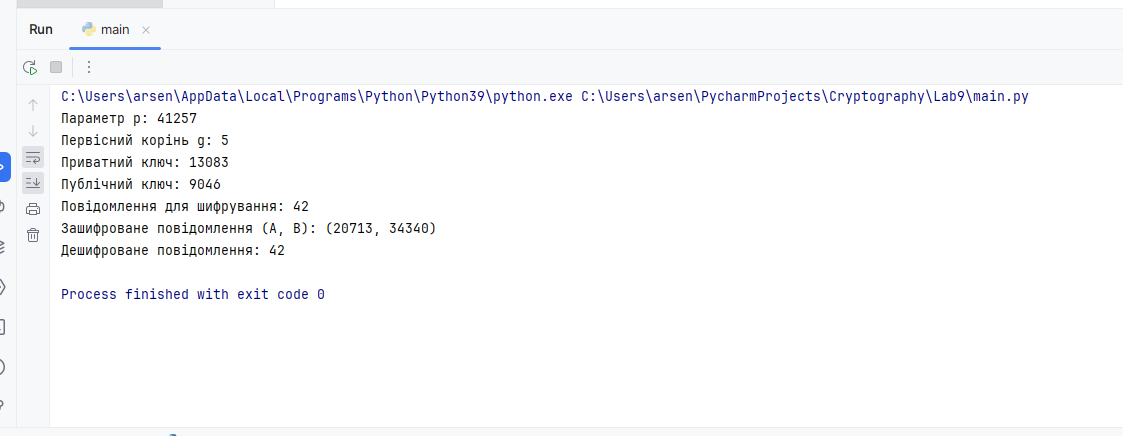 Run main
C:\Users\arsen\AppData\Local\Programs\Python\Python39\python.exe C:\Users\arsen\PycharmProjects\Cryptography\Lab9\main.py
Параметр p: 41257
Первісний корінь g: 5
Приватний ключ: 13083
Публічний ключ: 9046
Повідомлення для шифрування: 42
Зашифроване повідомлення (A, B): (20713, 34340)
Дешифроване повідомлення: 42
Process finished with exit code 0